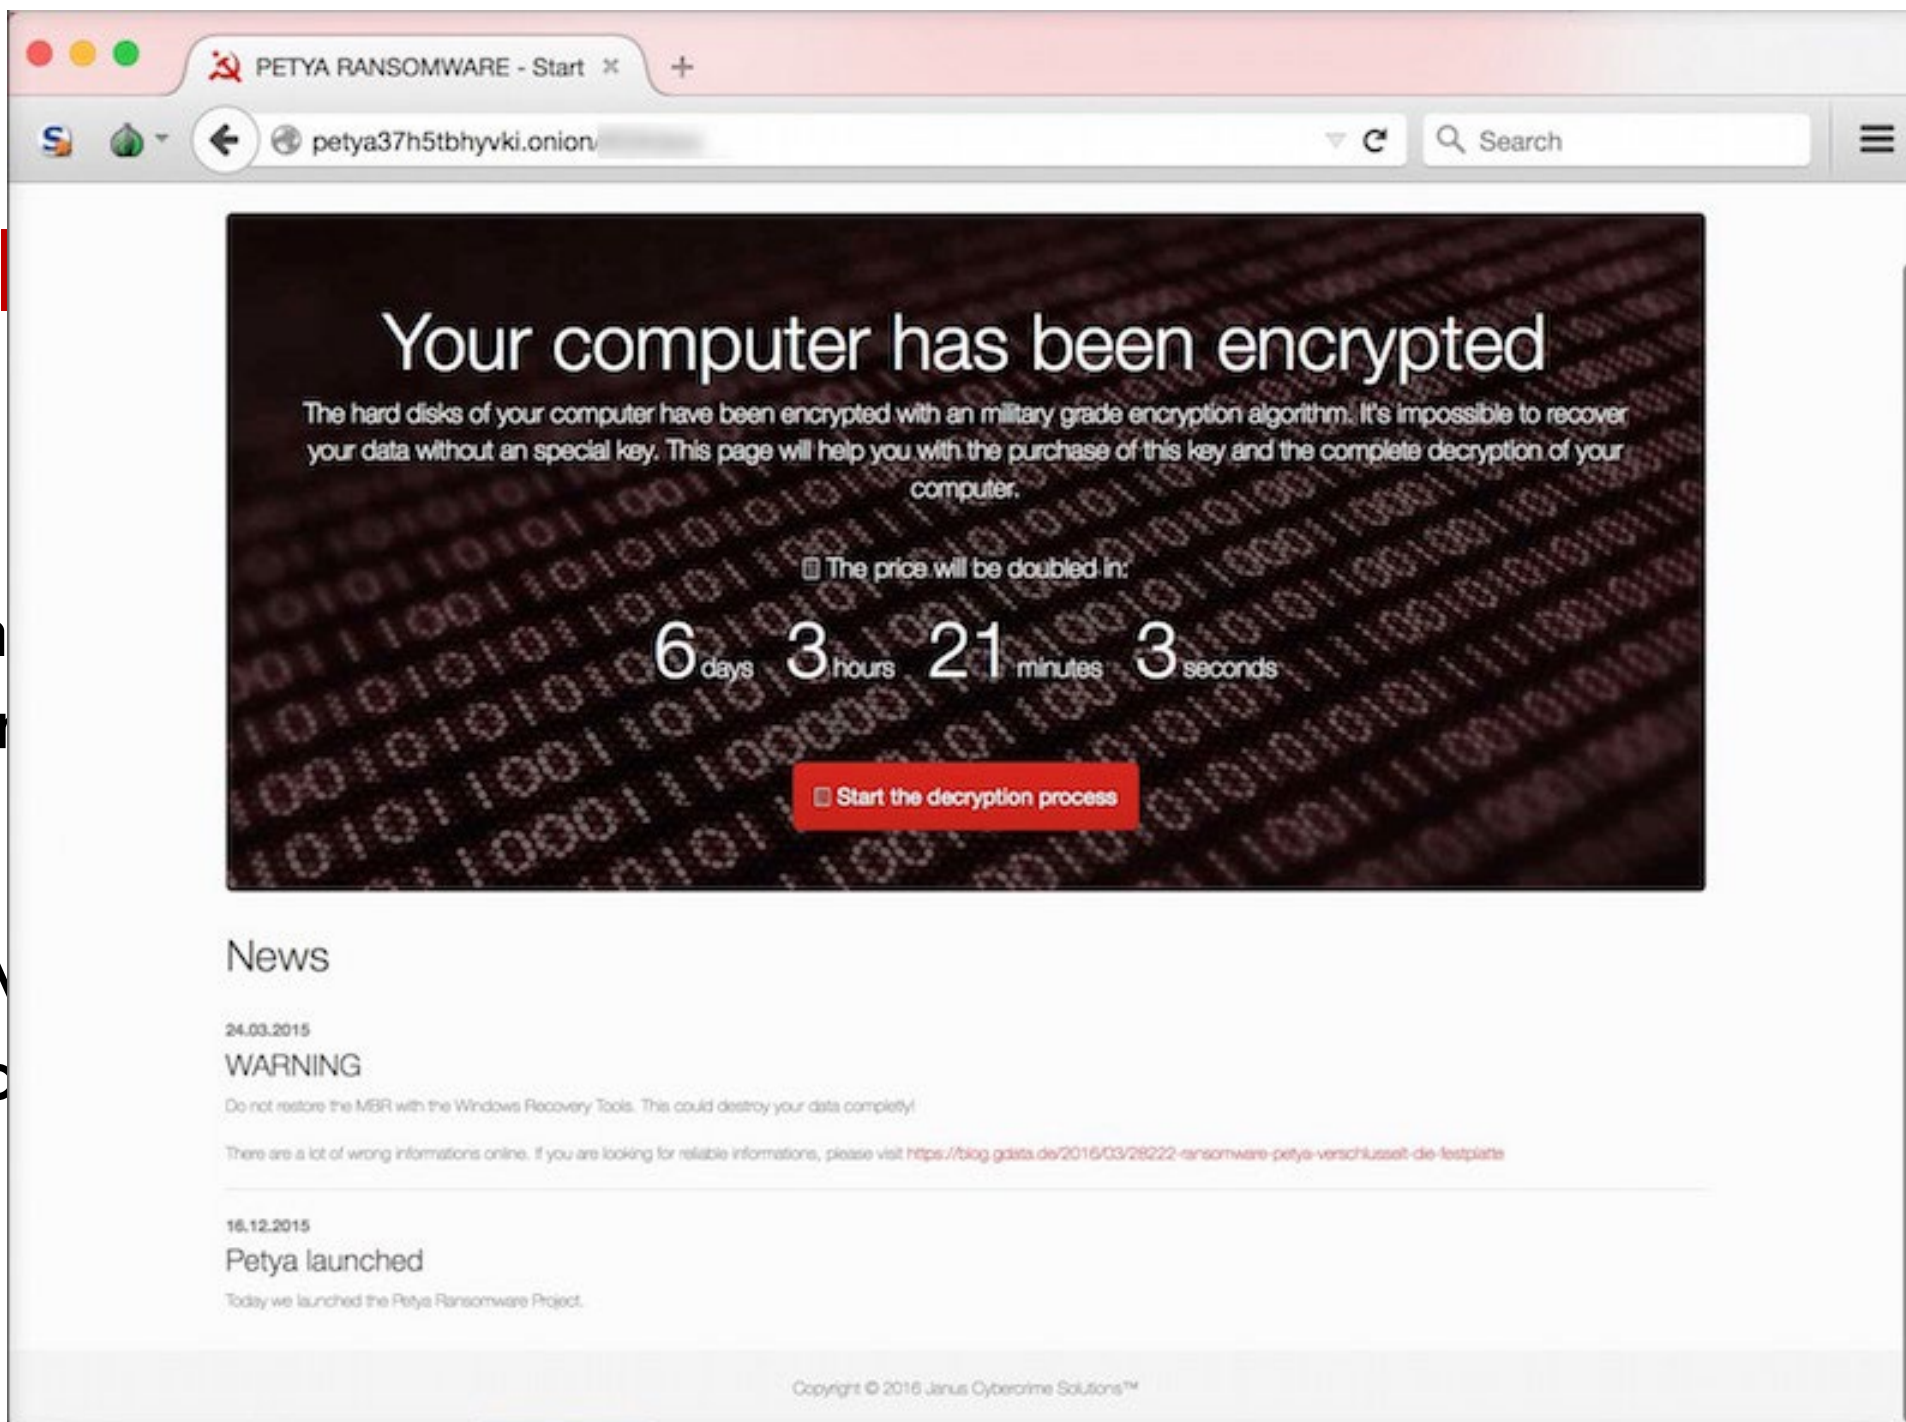 PETYA RANSOMWARE - Start
petya37h5tbhyvki.onion/
Search
Your computer has been encrypted
The hard disks of your computer have been encrypted with an military grade encryption algorithm. It's impossible to recover
your data without an special key. This page will help you with the purchase of this key and the complete decryption of your
computer.
The price will be doubled in:
6 days 3 hours 21 minutes 3 seconds
Start the decryption process
News
24.03.2015
WARNING
Do not restore the MBR with the Windows Recovery Tools. This could destroy your data completly!
There are a lot of wrong informations online. If you are looking for reliable informations, please visit https://blog.gdata.de/2016/03/28222-ransomware-petya-verschlusselt-die-festplatte
16.12.2015
Petya launched
Today we launched the Petya Ransomware Project.
Copyright © 2016 Janus Cybercrime Solutions™